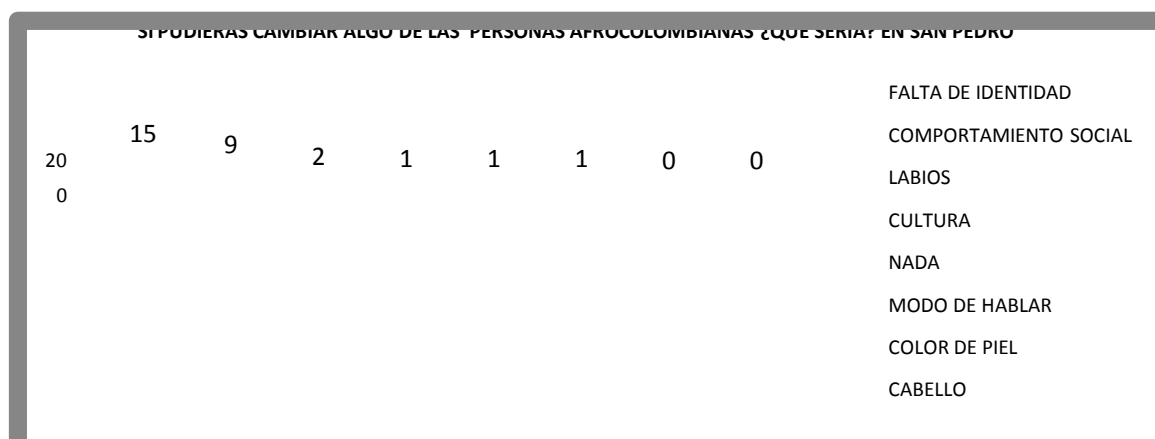 SI PUDIERAS CAMBIAR ALGO DE LAS PERSONAS AFROCOLOMBIANAS ¿QUE SERIA? EN SAN PEDRO
15 9 2 1 1 1 0 0
20
0
FALTA DE IDENTIDAD
COMPORTAMIENTO SOCIAL
LABIOS
CULTURA
NADA
MODO DE HABLAR
COLOR DE PIEL
CABELLO